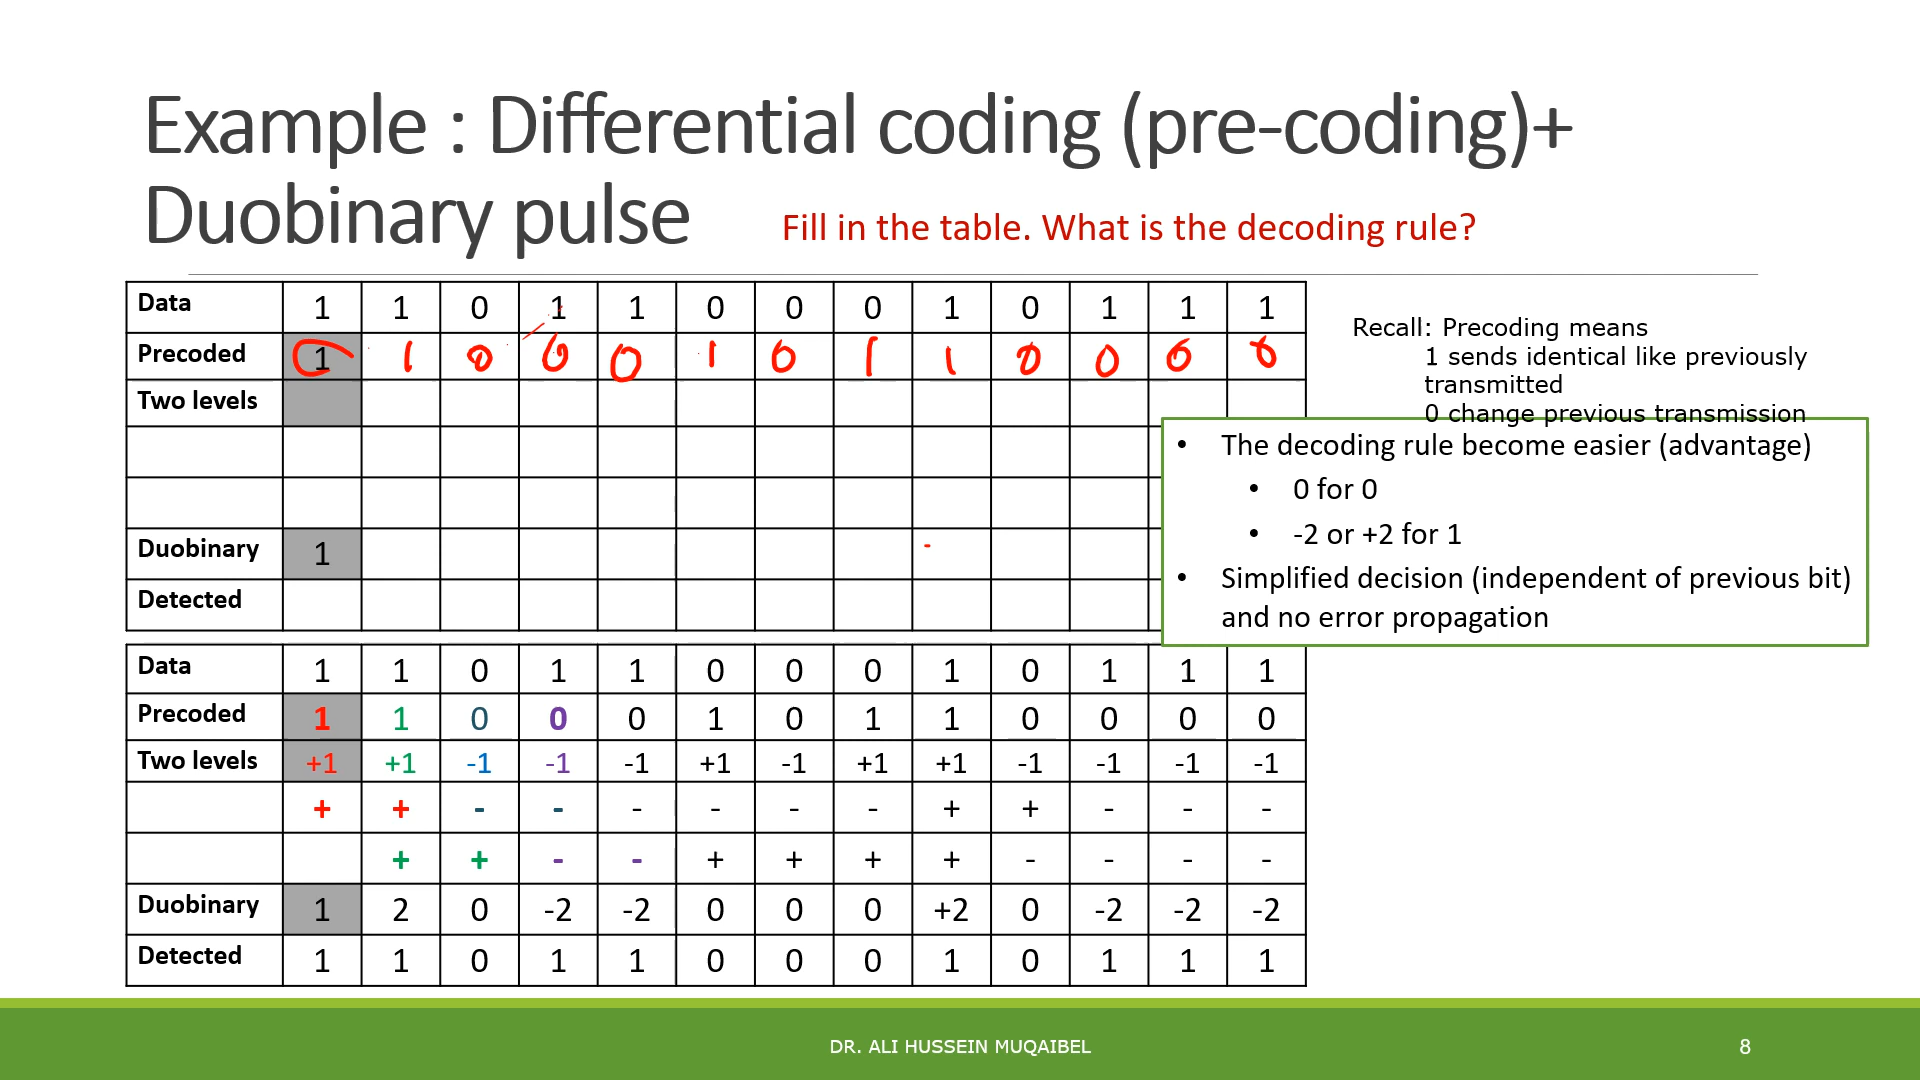 Example : Differential coding (pre-coding)+
Duobinary pulse
Fill in the table. What is the decoding rule?
Data 1 1 0 1 1 0 0 0 1 0 1 1 1
Precoded 1 1 0 0 0 1 0 1 1 0 0 0 0
Two levels
Duobinary 1 -
Detected
Recall: Precoding means
1 sends identical like previously
transmitted
0 change previous transmission
• The decoding rule become easier (advantage)
• 0 for 0
• -2 or +2 for 1
• Simplified decision (independent of previous bit)
and no error propagation
Data 1 1 0 1 1 0 0 0 1 0 1 1 1
Precoded 1 1 0 0 0 1 0 1 1 0 0 0 0
Two levels +1 +1 -1 -1 -1 +1 -1 +1 +1 -1 -1 -1 -1
+ + - - - - - - + + - - -
+ + - - + + + + - - - -
Duobinary 1 2 0 -2 -2 0 0 0 +2 0 -2 -2 -2
Detected 1 1 0 1 1 0 0 0 1 0 1 1 1
DR. ALI HUSSEIN MUQAIBEL
8